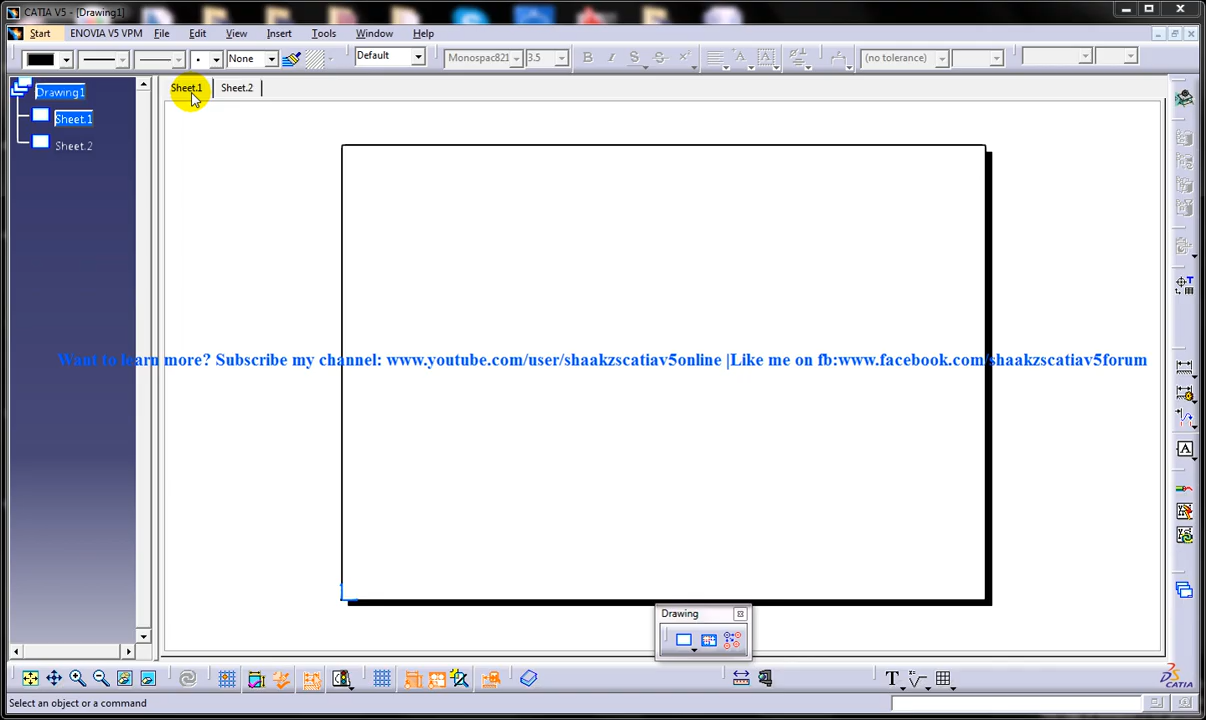 CATIA V5 - [Drawing1]
Start ENOVIA V5 VPM File Edit View Insert Tools Window Help
None Default Monospac821 3.5 B I S (no tolerance)
Drawing1 Sheet.1 Sheet.2
Sheet.1
Sheet.2
Want to learn more? Subscribe my channel: www.youtube.com/user/shaakzscatiav5online |Like me on fb:www.facebook.com/shaakzscatiav5forum
Drawing
CATIA
Select an object or a command